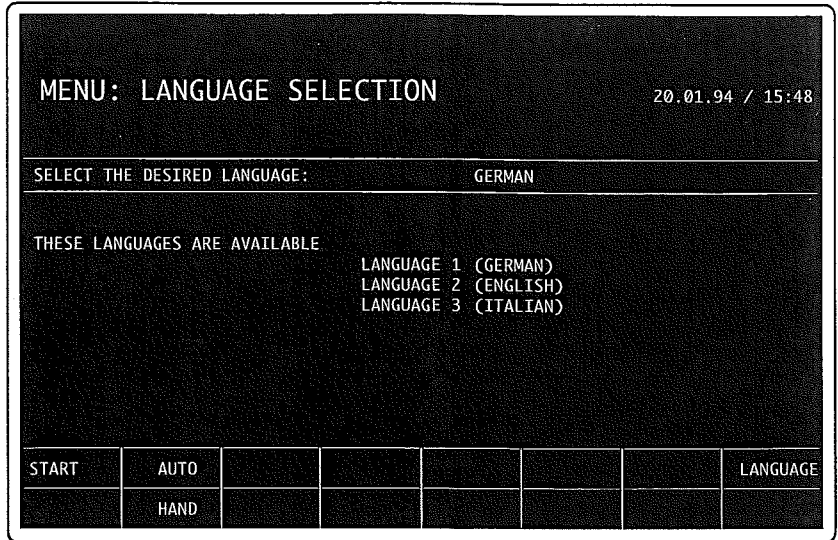 MENU: LANGUAGE SELECTION 20.01.94 / 15:48
SELECT THE DESIRED LANGUAGE: GERMAN
THESE LANGUAGES ARE AVAILABLE
LANGUAGE 1 (GERMAN)
LANGUAGE 2 (ENGLISH)
LANGUAGE 3 (ITALIAN)
START AUTO LANGUAGE
HAND